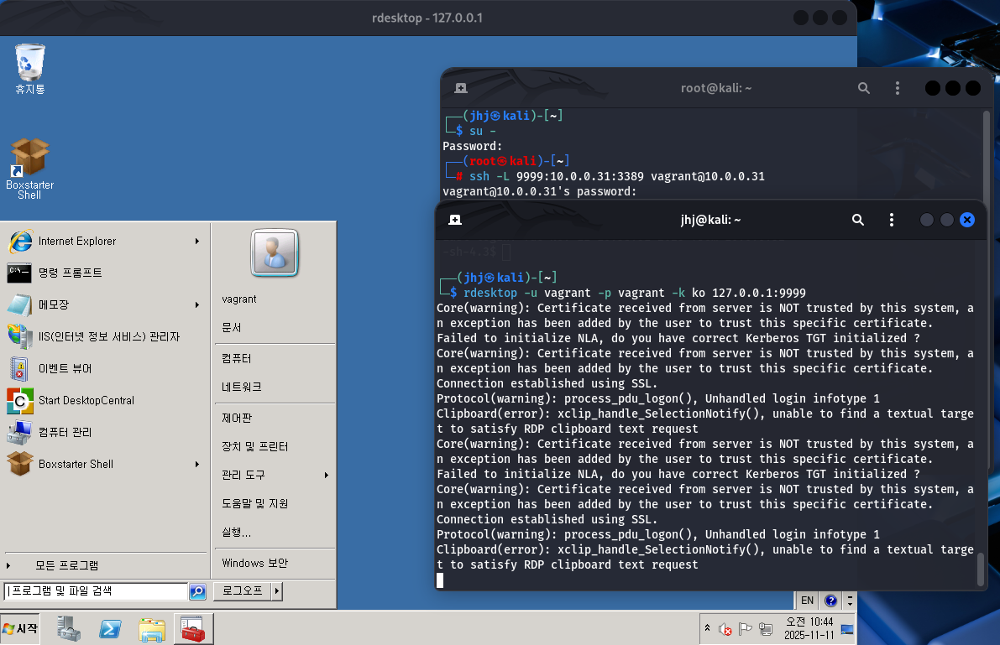 rdesktop - 127.0.0.1
휴지통
Boxstarter
Shell
Internet Explorer
명령 프롬프트
메모장
IIS(인터넷 정보 서비스) 관리자
이벤트 뷰어
Start DesktopCentral
컴퓨터 관리
Boxstarter Shell
모든 프로그램
프로그램 및 파일 검색
vagrant
문서
컴퓨터
네트워크
제어판
장치 및 프린터
관리 도구
도움말 및 지원
실행...
Windows 보안
로그오프
시작
EN
오전 10:44
2025-11-11
root@kali: ~
┌──(jhj㉿kali)-[~]
└─$ su -
Password:
┌──(root㉿kali)-[~]
└─# ssh -L 9999:10.0.0.31:3389 vagrant@10.0.0.31
vagrant@10.0.0.31's password:
jhj@kali: ~
-sh-4.3$
┌──(jhj㉿kali)-[~]
└─$ rdesktop -u vagrant -p vagrant -k ko 127.0.0.1:9999
Core(warning): Certificate received from server is NOT trusted by this system, a
n exception has been added by the user to trust this specific certificate.
Failed to initialize NLA, do you have correct Kerberos TGT initialized ?
Core(warning): Certificate received from server is NOT trusted by this system, a
n exception has been added by the user to trust this specific certificate.
Connection established using SSL.
Protocol(warning): process_pdu_logon(), Unhandled login infotype 1
Clipboard(error): xclip_handle_SelectionNotify(), unable to find a textual targe
t to satisfy RDP clipboard text request
Core(warning): Certificate received from server is NOT trusted by this system, a
n exception has been added by the user to trust this specific certificate.
Failed to initialize NLA, do you have correct Kerberos TGT initialized ?
Core(warning): Certificate received from server is NOT trusted by this system, a
n exception has been added by the user to trust this specific certificate.
Connection established using SSL.
Protocol(warning): process_pdu_logon(), Unhandled login infotype 1
Clipboard(error): xclip_handle_SelectionNotify(), unable to find a textual targe
t to satisfy RDP clipboard text request